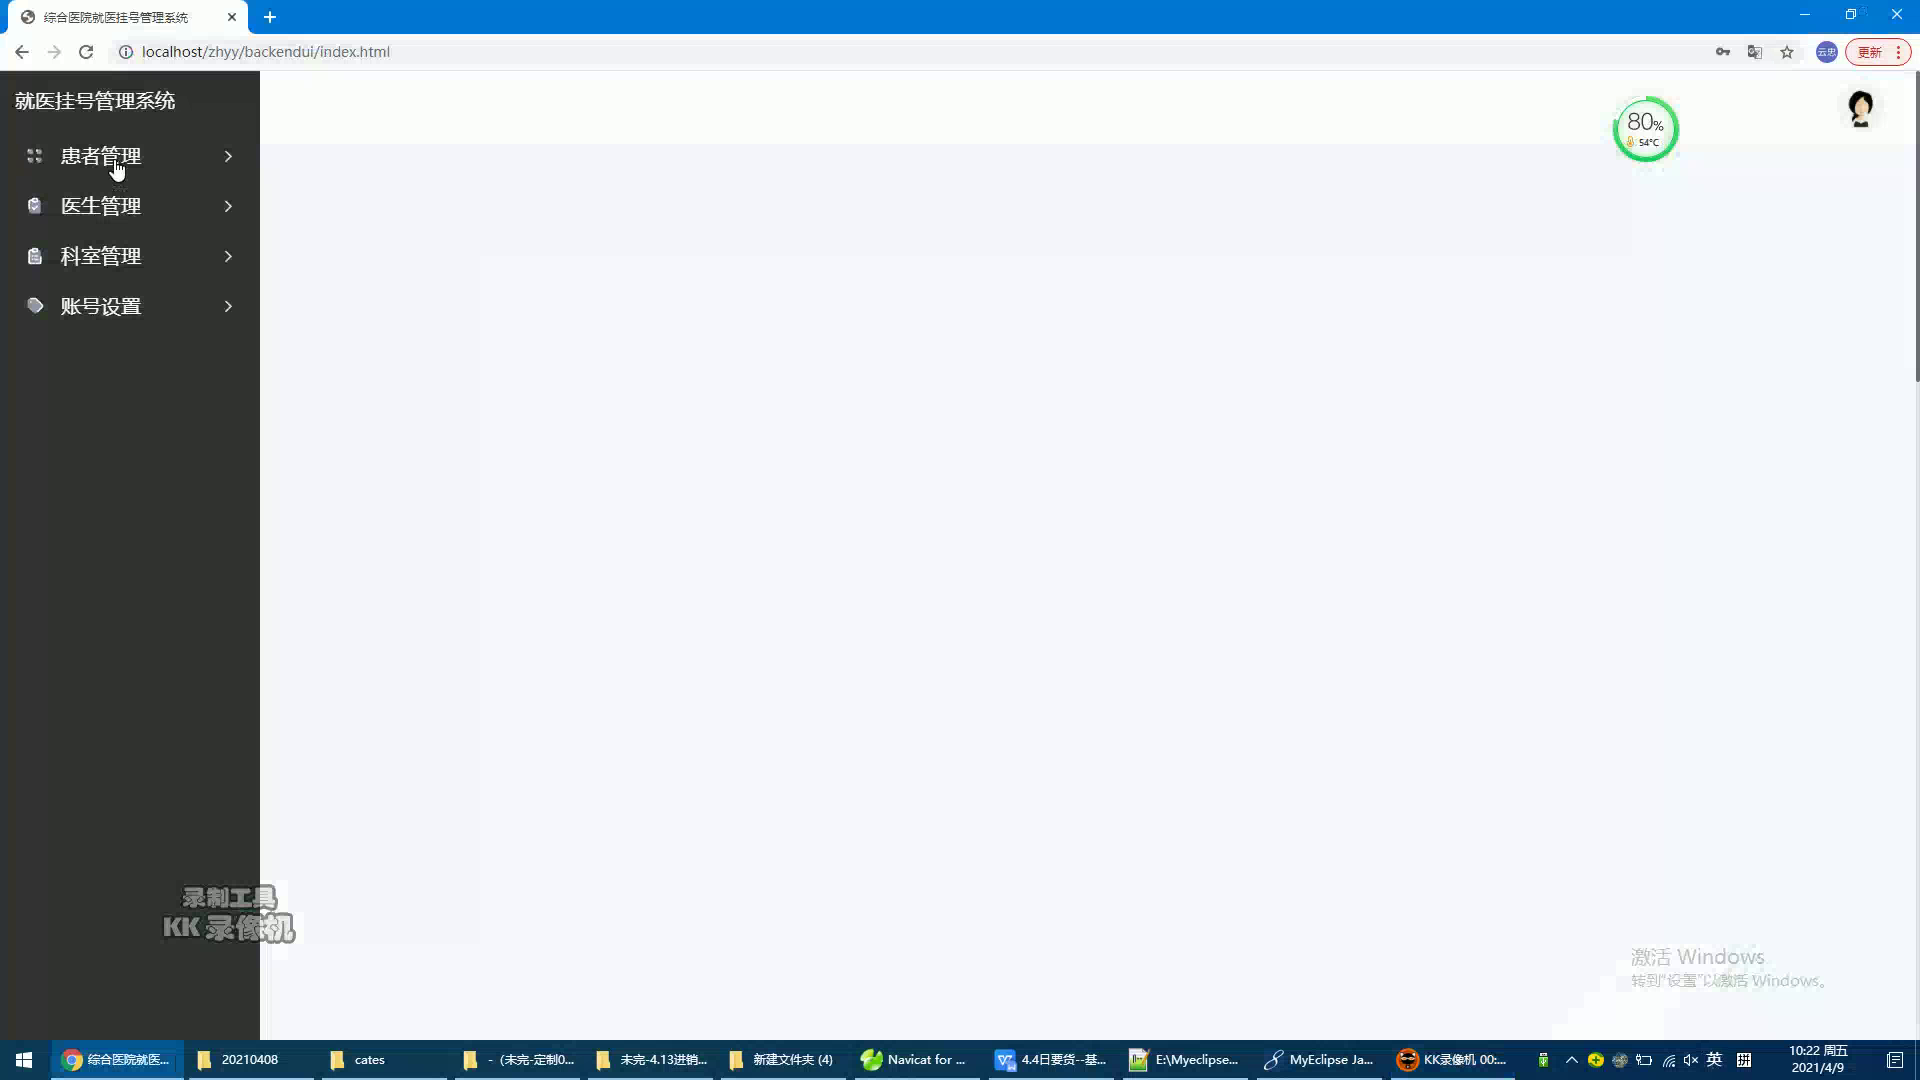 综合医院就医挂号管理系统
localhost/zhyy/backendui/index.html
云忠
更新
就医挂号管理系统
80%
54°C
患者管理
医生管理
科室管理
账号设置
录制工具
KK 录像机
激活 Windows
转到"设置"以激活 Windows。
综合医院就医...
20210408
cates
- (未完-定制0...
未完-4.13进销...
新建文件夹 (4)
Navicat for ...
4.4日要货--基...
E:\Myeclipse...
MyEclipse Ja...
KK录像机 00:...
英
拼
10:22 周五
2021/4/9